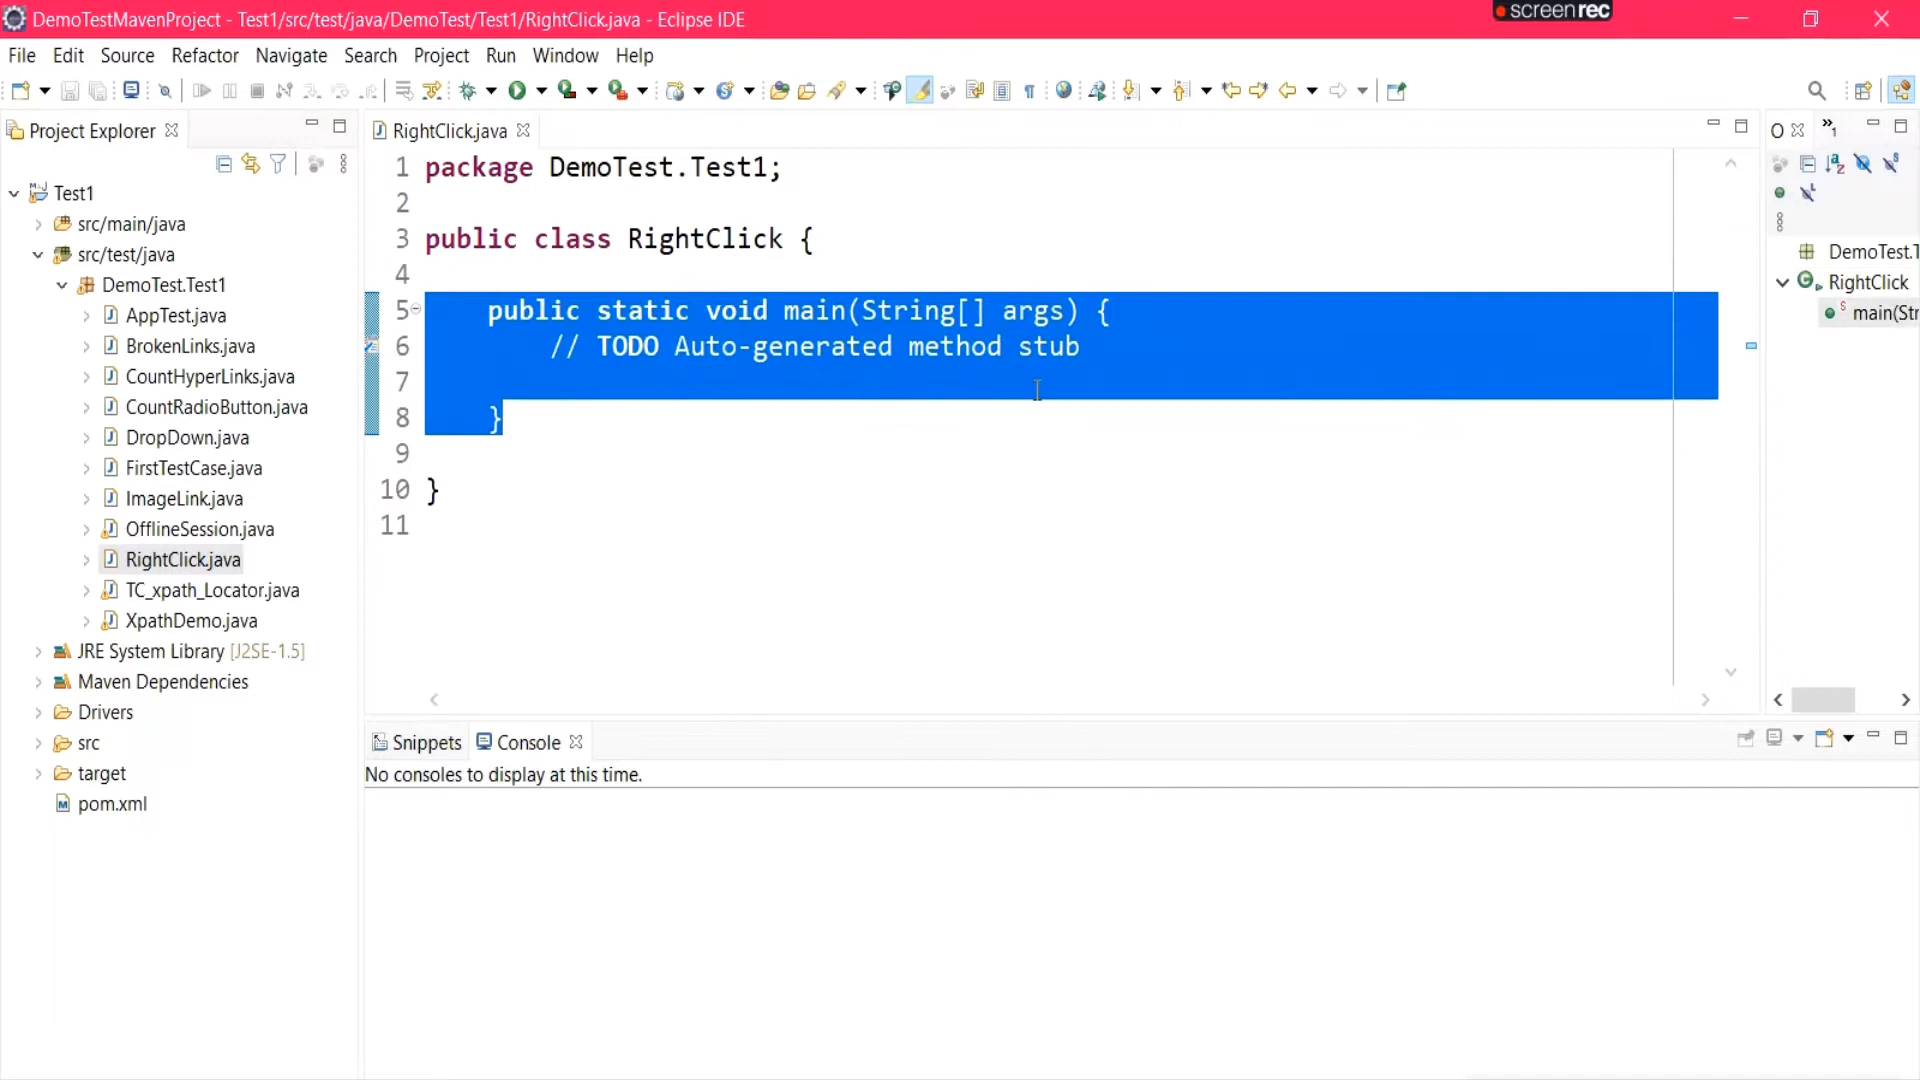 DemoTestMavenProject - Test1/src/test/java/DemoTest/Test1/RightClick.java - Eclipse IDE
screenrec
File Edit Source Refactor Navigate Search Project Run Window Help
Project Explorer
RightClick.java
Test1
src/main/java
src/test/java
DemoTest.Test1
AppTest.java
BrokenLinks.java
CountHyperLinks.java
CountRadioButton.java
DropDown.java
FirstTestCase.java
ImageLink.java
OfflineSession.java
RightClick.java
TC_xpath_Locator.java
XpathDemo.java
JRE System Library [J2SE-1.5]
Maven Dependencies
Drivers
src
target
pom.xml
1 package DemoTest.Test1;
2
3 public class RightClick {
4
5 public static void main(String[] args) {
6 // TODO Auto-generated method stub
7
8 }
9
10 }
11
O
DemoTest.T
RightClick
main(Str
Snippets Console
No consoles to display at this time.